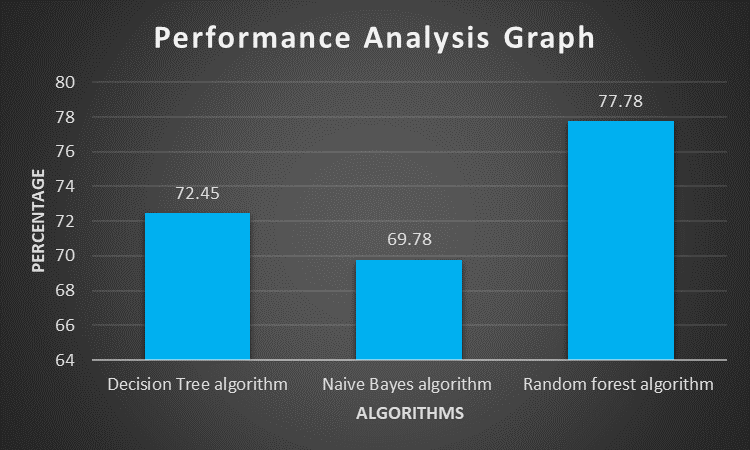 Performance Analysis Graph
80
78
76
74
72
70
68
66
64
PERCENTAGE
72.45
69.78
77.78
Decision Tree algorithm
Naive Bayes algorithm
Random forest algorithm
ALGORITHMS